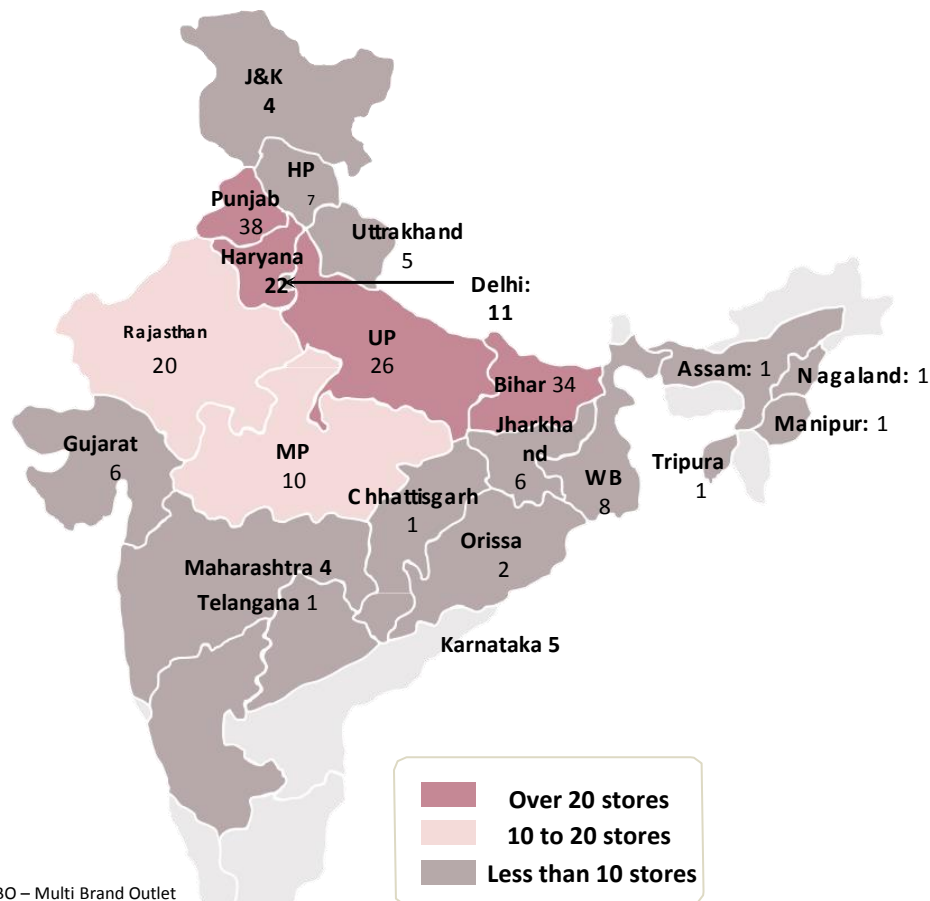 J&K
4
HP
7
Punjab
38
Uttrakhand
5
Haryana
22
Delhi:
11
Rajasthan
20
UP
26
Bihar 34
Assam: 1
Nagaland: 1
Manipur: 1
Tripura
1
Gujarat
6
MP
10
Jharkha
nd
6
WB
8
Chhattisgarh
1
Orissa
2
Maharashtra 4
Telangana 1
Karnataka 5
Over 20 stores
10 to 20 stores
Less than 10 stores
BO – Multi Brand Outlet